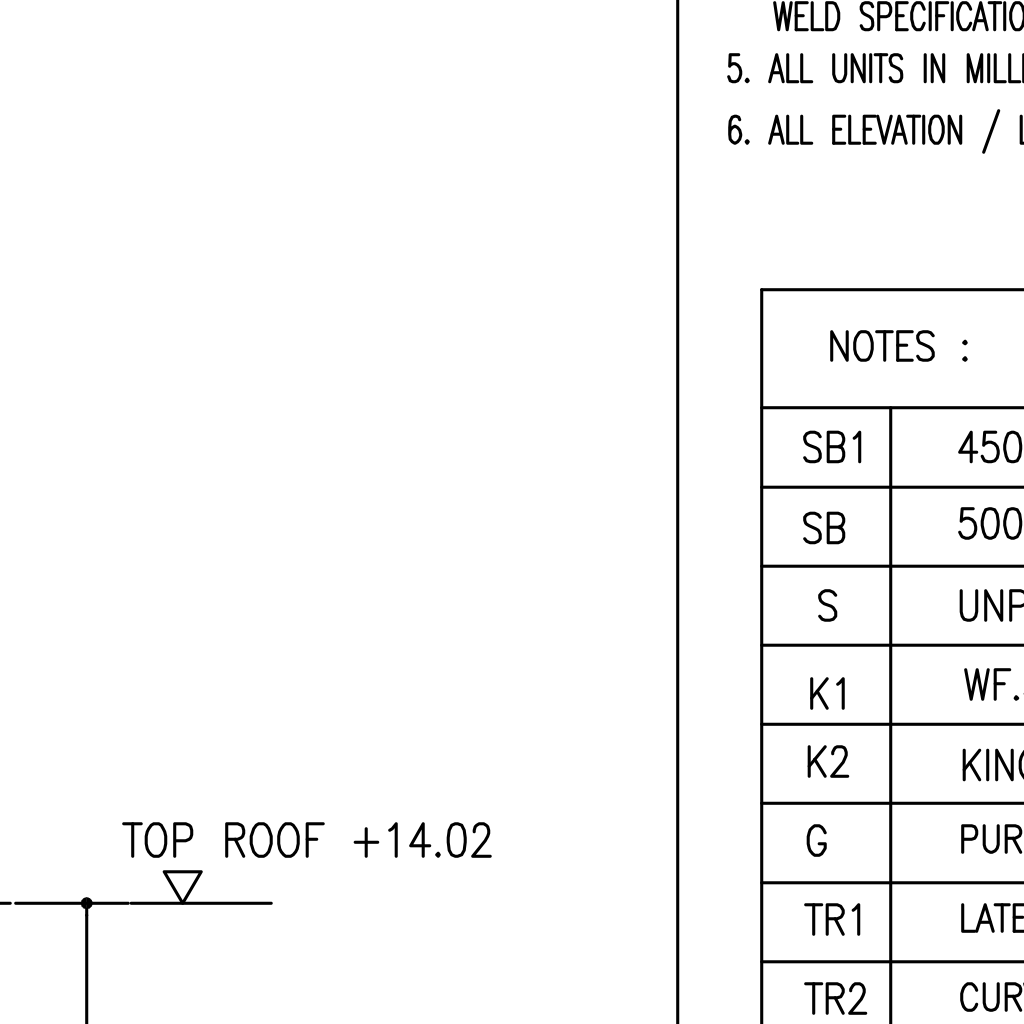 WELD SPECIFICATIO
5. ALL UNITS IN MILL
6. ALL ELEVATION /
NOTES :
SB1 450
SB 500
S UNP
K1 WF.
K2 KIN
G PUR
TR1 LATE
TR2 CUR
TOP ROOF +14.02